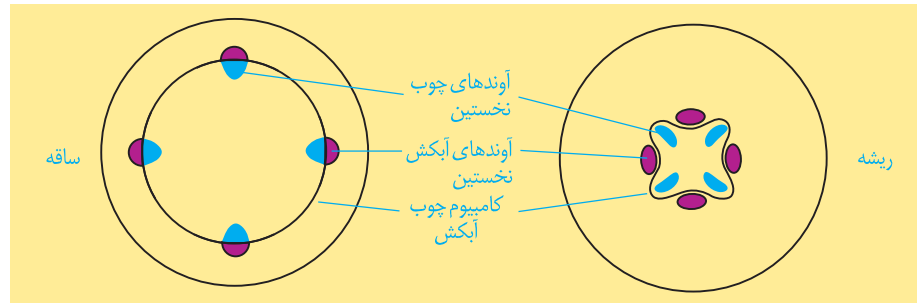 آوندهای چوب
نخستین
آوندهای آبکش
نخستین
کامبیوم چوب
آبکش
ریشه
ساقه